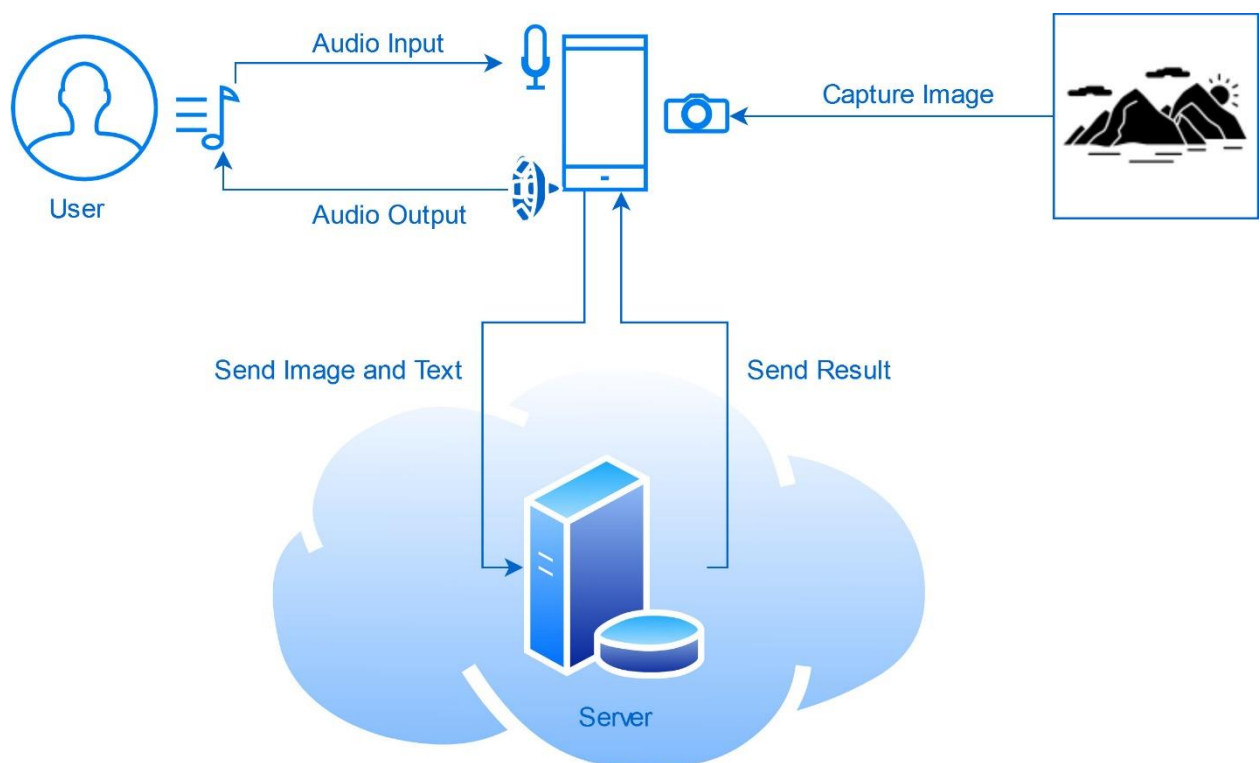 Audio Input
Capture Image
User
Audio Output
Send Image and Text
Send Result
Server